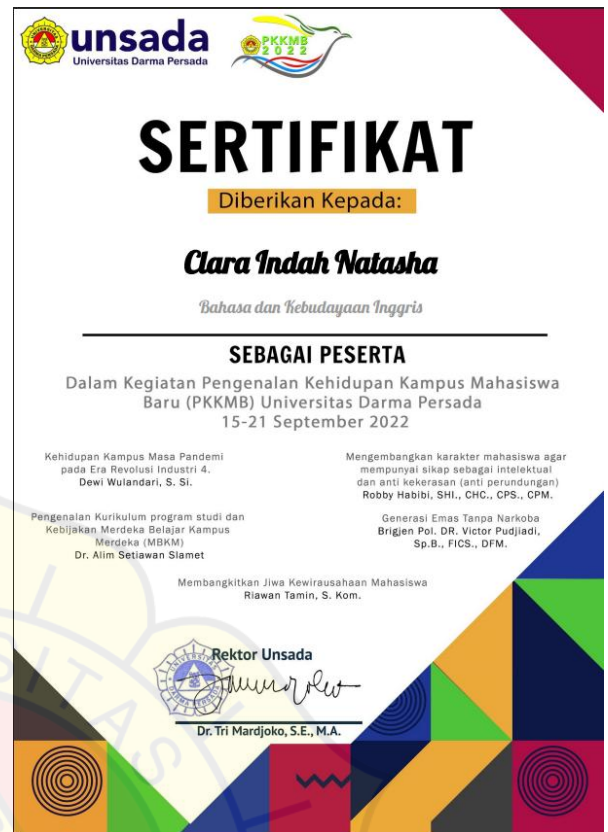 unsada
Universitas Darma Persada
PKKMB
2022
SERTIFIKAT
Diberikan Kepada:
Clara Indah Natasha
Bahasa dan Kebudayaan Inggris
SEBAGAI PESERTA
Dalam Kegiatan Pengenalan Kehidupan Kampus Mahasiswa
Baru (PKKMB) Universitas Darma Persada
15-21 September 2022
Kehidupan Kampus Masa Pandemi
pada Era Revolusi Industri 4.
Dewi Wulandari, S. Si.
Mengembangkan karakter mahasiswa agar
mempunyai sikap sebagai intelektual
dan anti kekerasan (anti perundungan)
Robby Habibi, SHI., CHC., CPS., CPM.
Pengenalan Kurikulum program studi dan
Kebijakan Merdeka Belajar Kampus
Merdeka (MBKM)
Dr. Alim Setiawan Slamet
Generasi Emas Tanpa Narkoba
Brigjen Pol. DR. Victor Pudjiadi,
Sp.B., FICS., DFM.
Membangkitkan Jiwa Kewirausahaan Mahasiswa
Riawan Tamin, S. Kom.
Rektor Unsada
UNIVERSITAS
DARMA PERSADA
Dr. Tri Mardjoko, S.E., M.A.